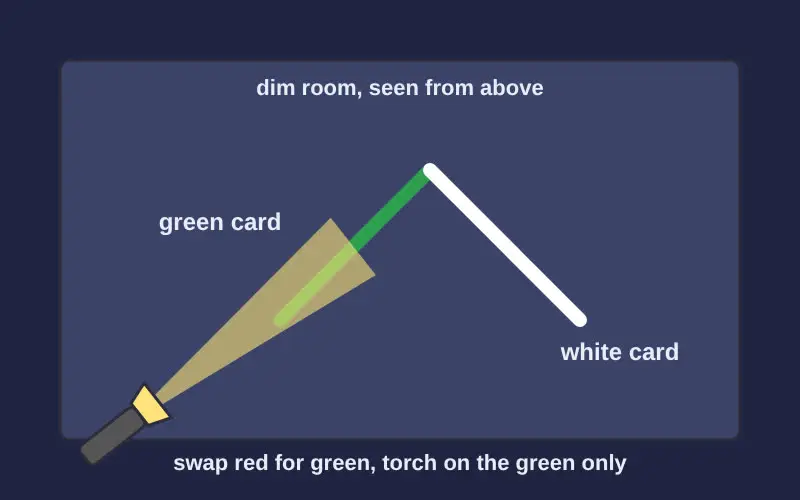 dim room, seen from above
green card
white card
swap red for green, torch on the green only